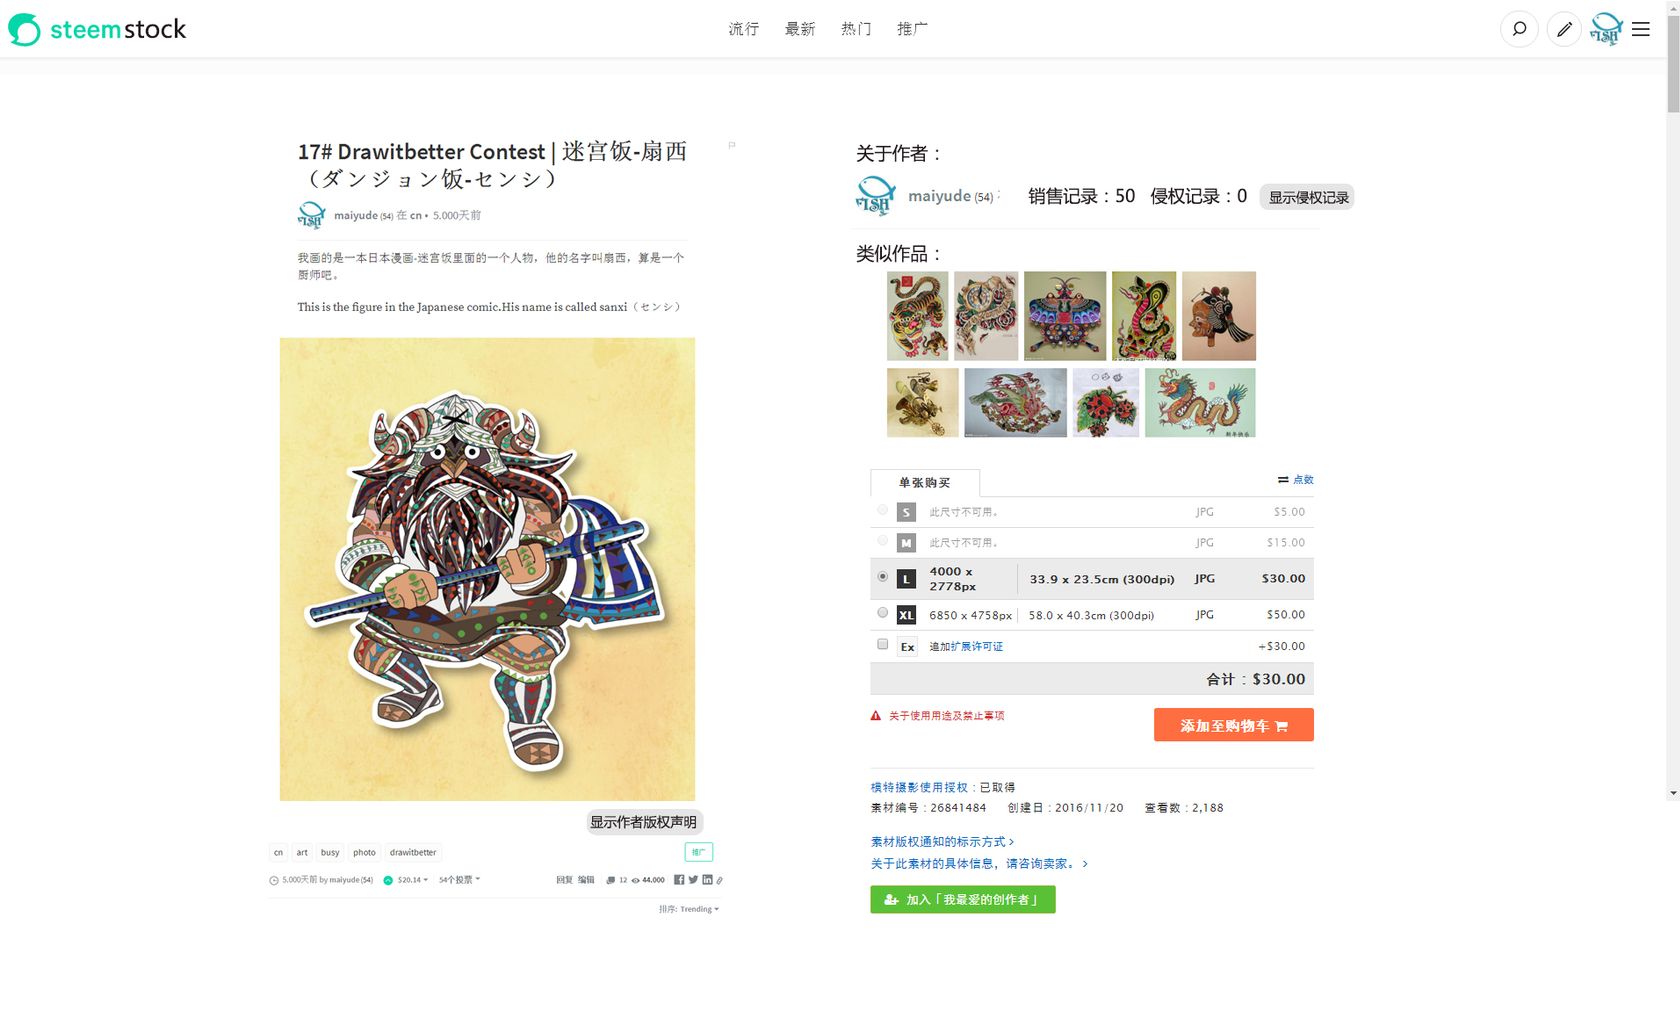 steemstock
流行 最新 热门 推广
FISH
17# Drawitbetter Contest | 迷宫饭-扇西
（ダンジョン饭-センシ）
FISH
maiyude (54) 在 cn • 5.000天前
我画的是一本日本漫画-迷宫饭里面的一个人物，他的名字叫扇西，算是一个
厨师吧。
This is the figure in the Japanese comic.His name is called sanxi（センシ）
显示作者版权声明
cn art busy photo drawitbetter 推广
5.000天前 by maiyude (54) $20.14 54个投票 回复 编辑 12 44.000
排序: Trending
关于作者：
FISH
maiyude (54) 销售记录：50 侵权记录：0 显示侵权记录
类似作品：
新年快乐
单张购买 点数
S 此尺寸不可用。 JPG $5.00
M 此尺寸不可用。 JPG $15.00
L 4000 x 2778px 33.9 x 23.5cm (300dpi) JPG $30.00
XL 6850 x 4758px 58.0 x 40.3cm (300dpi) JPG $50.00
Ex 追加扩展许可证 +$30.00
合计：$30.00
关于使用用途及禁止事项 添加至购物车
模特摄影使用授权：已取得
素材编号：26841484 创建日：2016/11/20 查看数：2,188
素材版权通知的标示方式 >
关于此素材的具体信息，请咨询卖家。 >
加入「我最爱的创作者」